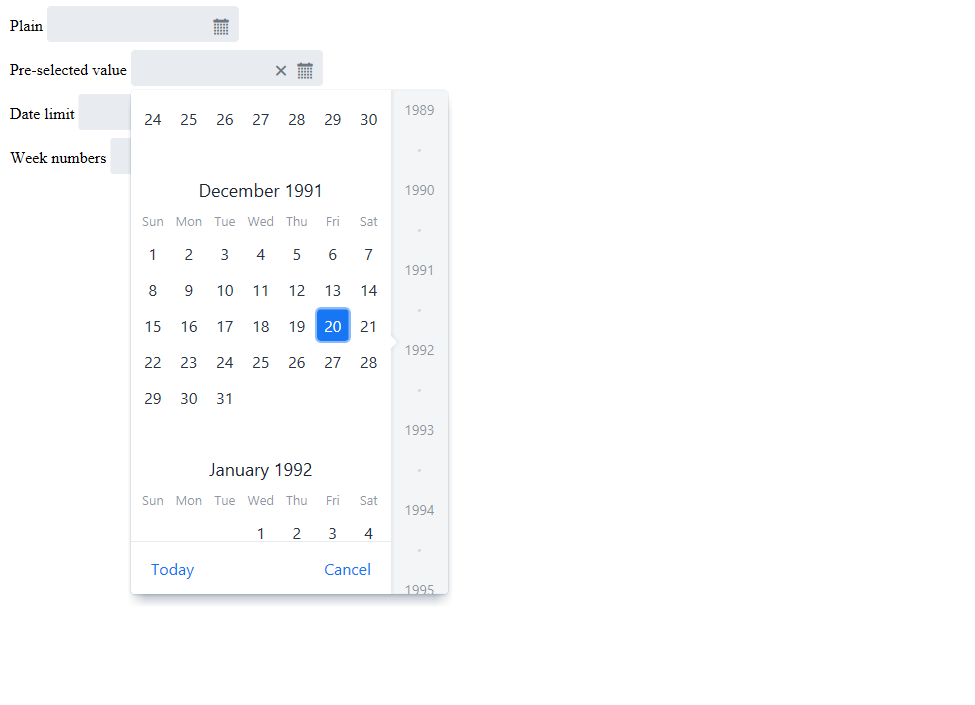 Plain
Pre-selected value
Date limit
Week numbers
24 25 26 27 28 29 30
December 1991
Sun Mon Tue Wed Thu Fri Sat
1 2 3 4 5 6 7
8 9 10 11 12 13 14
15 16 17 18 19 20 21
22 23 24 25 26 27 28
29 30 31
January 1992
Sun Mon Tue Wed Thu Fri Sat
1 2 3 4
Today Cancel
1989
1990
1991
1992
1993
1994
1995